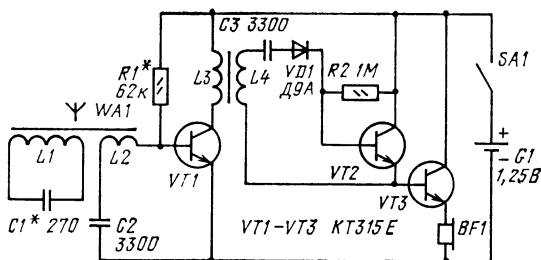 C3 3300
R1*
62к
L3
L4
VD1
Д9А
R2 1М
SA1
WA1
L1
L2
VT1
VT2
+
–
G1
1,25В
VT3
C1* 270
C2
3300
VT1–VT3 КТ315Е
BF1